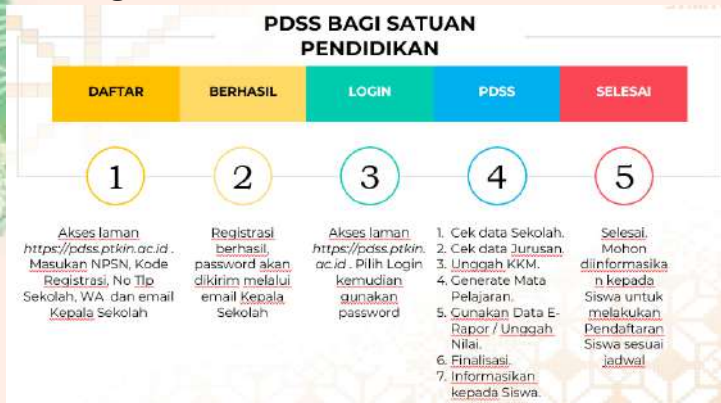 PDSS BAGI SATUAN
PENDIDIKAN
DAFTAR
BERHASIL
LOGIN
PDSS
SELESAI
1
2
3
4
5
Akses laman
https://pdss.ptkin.ac.id .
Masukan NPSN, Kode
Registrasi, No Tlp
Sekolah, WA dan email
Kepala Sekolah
Registrasi
berhasil,
password akan
dikirim melalui
email Kepala
Sekolah
Akses laman
https://pdss.ptkin.
ac.id . Pilih Login
kemudian
gunakan
password
1. Cek data Sekolah.
2. Cek data Jurusan.
3. Unggah KKM.
4. Generate Mata
Pelajaran.
5. Gunakan Data E-
Rapor / Unggah
Nilai.
6. Finalisasi.
7. Informasikan
kepada Siswa.
Selesai.
Mohon
diinformasika
n kepada
Siswa untuk
melakukan
Pendaftaran
Siswa sesuai
jadwal